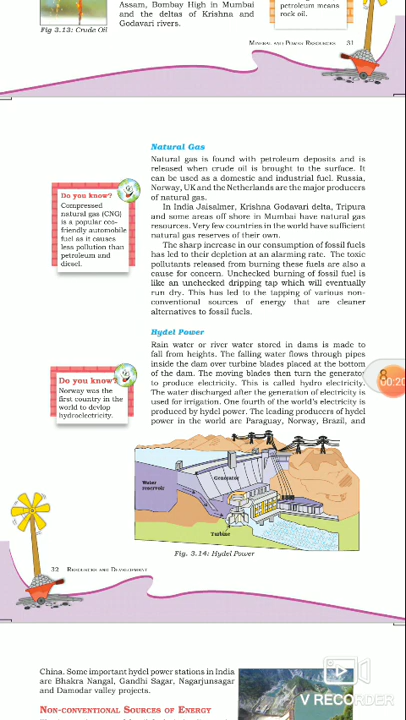 Assam, Bombay High in Mumbai
and the deltas of Krishna and
Godavari rivers.
petroleum means
rock oil.
Fig 3.13: Crude Oil
MINERAL AND POWER RESOURCES 31
Natural Gas
Natural gas is found with petroleum deposits and is
released when crude oil is brought to the surface. It
can be used as a domestic and industrial fuel. Russia,
Norway, UK and the Netherlands are the major producers
of natural gas.
In India Jaisalmer, Krishna Godavari delta, Tripura
and some areas off shore in Mumbai have natural gas
resources. Very few countries in the world have sufficient
natural gas reserves of their own.
The sharp increase in our consumption of fossil fuels
has led to their depletion at an alarming rate. The toxic
pollutants released from burning these fuels are also a
cause for concern. Unchecked burning of fossil fuel is
like an unchecked dripping tap which will eventually
run dry. This has led to the tapping of various non-
conventional sources of energy that are cleaner
alternatives to fossil fuels.
Do you know?
Compressed
natural gas (CNG)
is a popular eco-
friendly automobile
fuel as it causes
less pollution than
petroleum and
diesel.
Hydel Power
Rain water or river water stored in dams is made to
fall from heights. The falling water flows through pipes
inside the dam over turbine blades placed at the bottom
of the dam. The moving blades then turn the generator
to produce electricity. This is called hydro electricity.
The water discharged after the generation of electricity is
used for irrigation. One fourth of the world's electricity is
produced by hydel power. The leading producers of hydel
power in the world are Paraguay, Norway, Brazil, and
Do you know?
Norway was the
first country in the
world to devlop
hydroelectricity.
00:20
Water
reservoir
Generator
Turbine
Fig. 3.14: Hydel Power
32 RESOURCES AND DEVELOPMENT
China. Some important hydel power stations in India
are Bhakra Nangal, Gandhi Sagar, Nagarjunsagar
and Damodar valley projects.
NON-CONVENTIONAL SOURCES OF ENERGY
V RECORDER